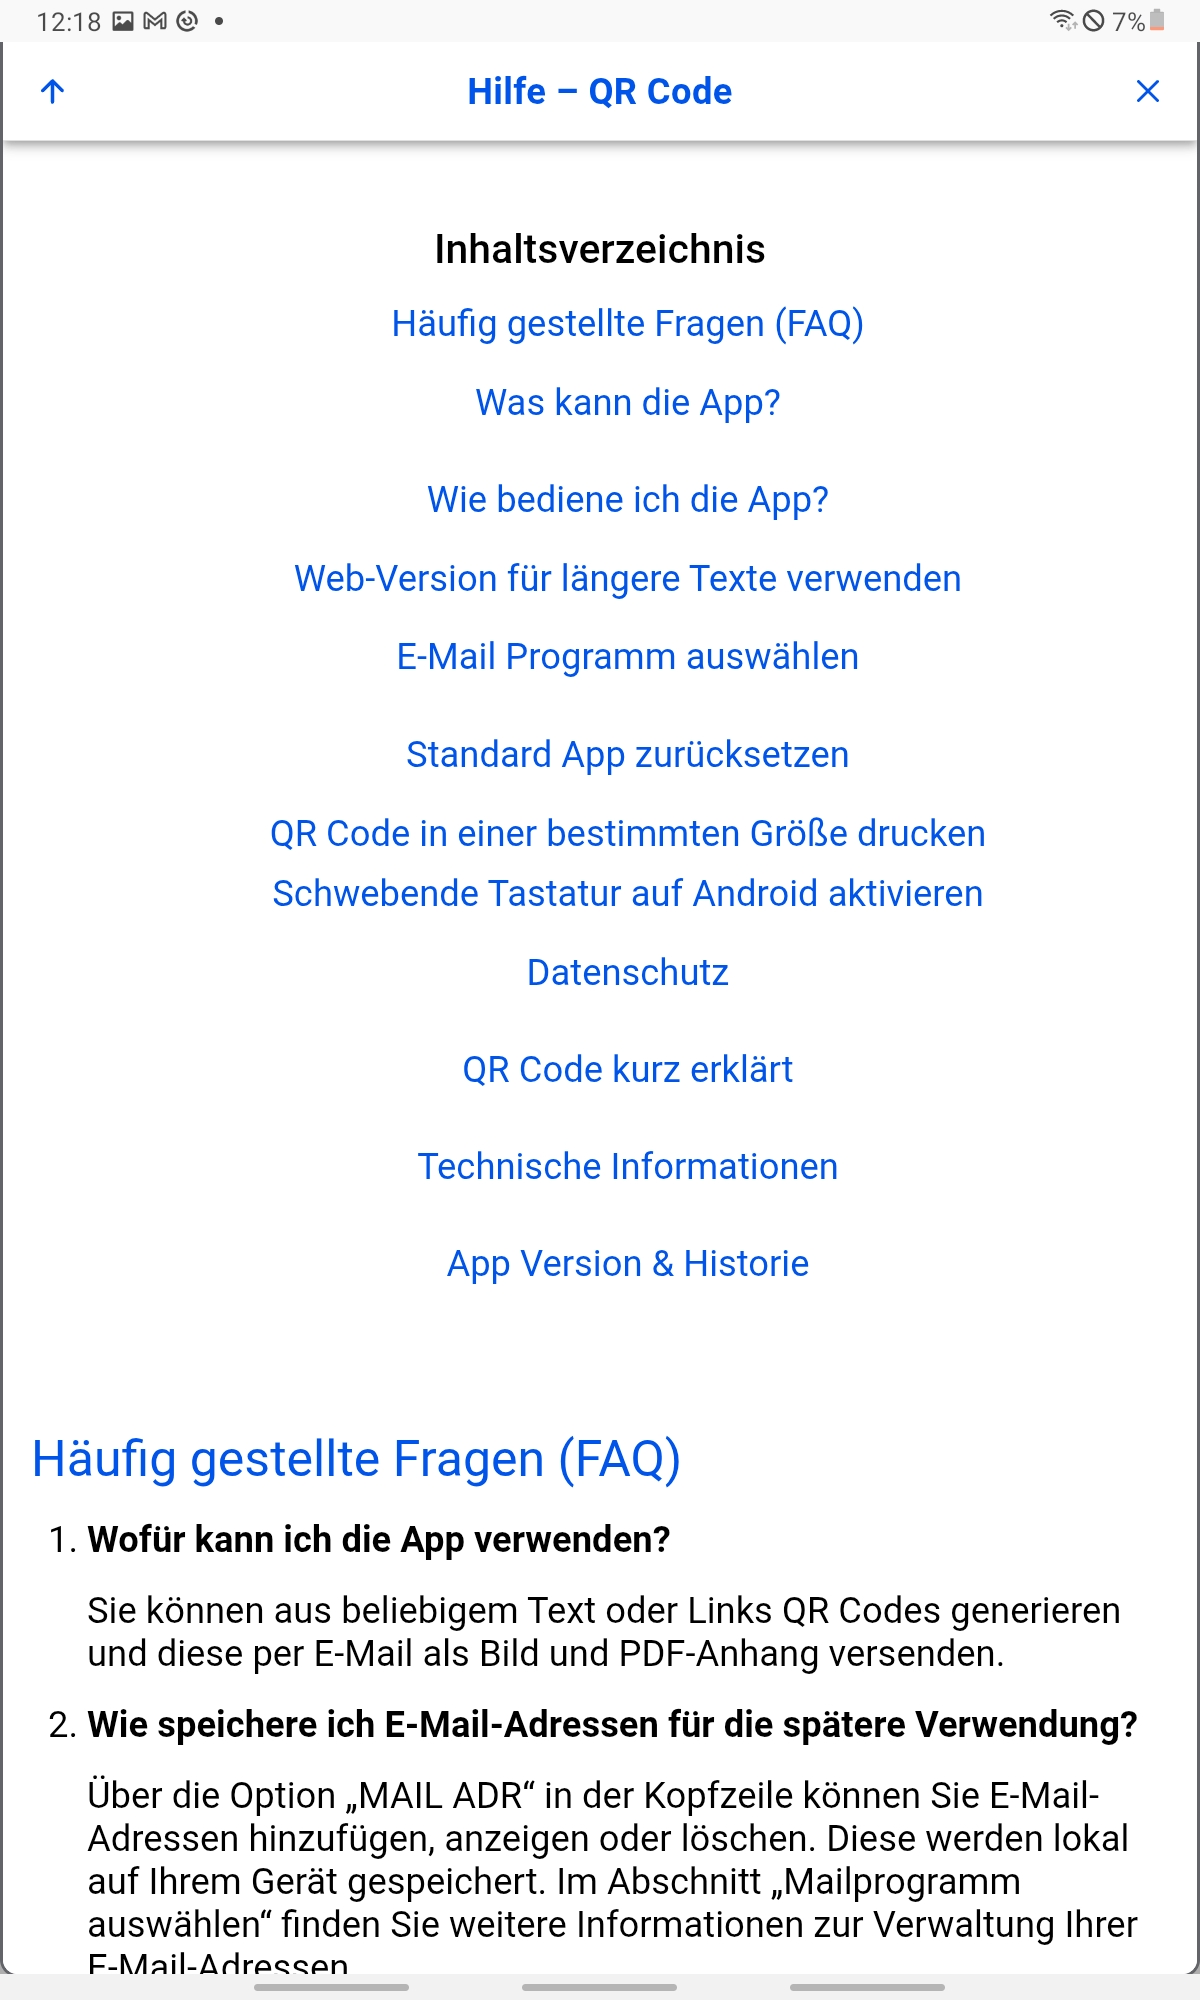 12:18
7%
Hilfe – QR Code
Inhaltsverzeichnis
Häufig gestellte Fragen (FAQ)
Was kann die App?
Wie bediene ich die App?
Web-Version für längere Texte verwenden
E-Mail Programm auswählen
Standard App zurücksetzen
QR Code in einer bestimmten Größe drucken
Schwebende Tastatur auf Android aktivieren
Datenschutz
QR Code kurz erklärt
Technische Informationen
App Version & Historie
Häufig gestellte Fragen (FAQ)
1. Wofür kann ich die App verwenden?
Sie können aus beliebigem Text oder Links QR Codes generieren
und diese per E-Mail als Bild und PDF-Anhang versenden.
2. Wie speichere ich E-Mail-Adressen für die spätere Verwendung?
Über die Option „MAIL ADR“ in der Kopfzeile können Sie E-Mail-
Adressen hinzufügen, anzeigen oder löschen. Diese werden lokal
auf Ihrem Gerät gespeichert. Im Abschnitt „Mailprogramm
auswählen“ finden Sie weitere Informationen zur Verwaltung Ihrer
E-Mail-Adressen